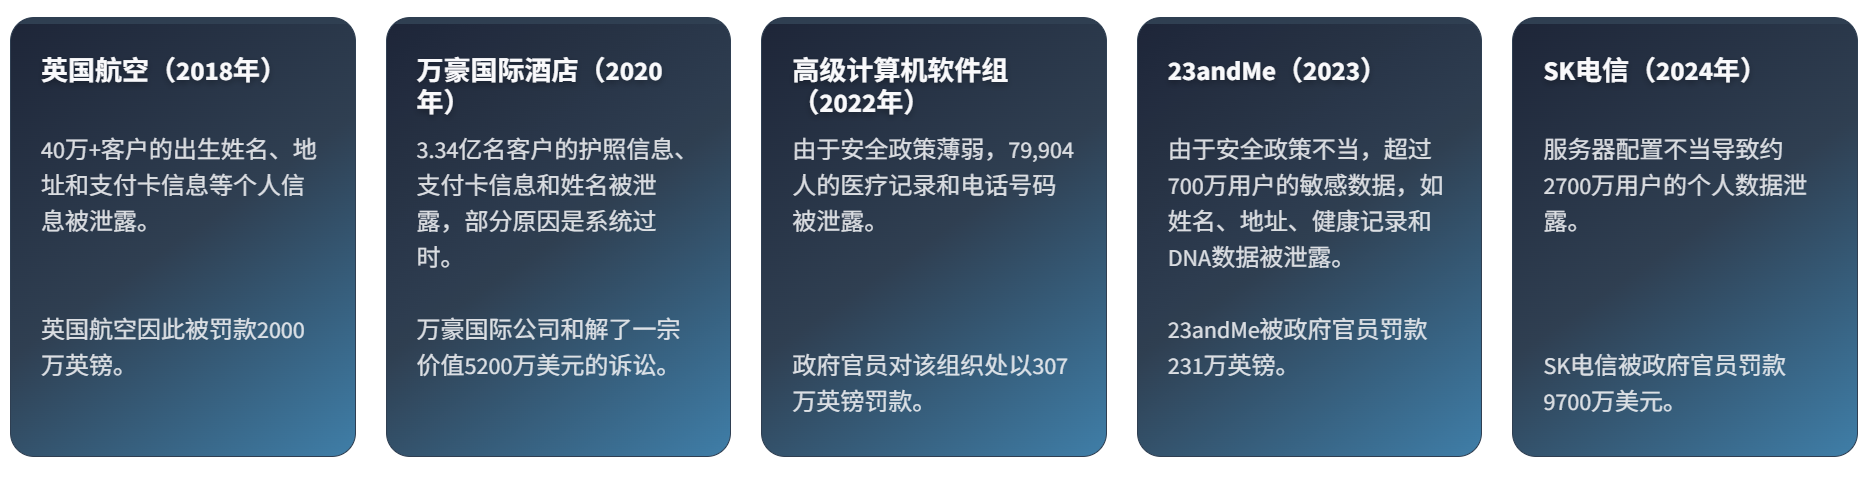 英国航空（2018年）
40万+客户的出生姓名、地
址和支付卡信息等个人信
息被泄露。
英国航空因此被罚款2000
万英镑。
万豪国际酒店（2020
年）
3.34亿名客户的护照信息、
支付卡信息和姓名被泄
露，部分原因是系统过
时。
万豪国际公司和解了一宗
价值5200万美元的诉讼。
高级计算机软件组
（2022年）
由于安全政策薄弱，79,904
人的医疗记录和电话号码
被泄露。
政府官员对该组织处以307
万英镑罚款。
23andMe（2023）
由于安全政策不当，超过
700万用户的敏感数据，如
姓名、地址、健康记录和
DNA数据被泄露。
23andMe被政府官员罚款
231万英镑。
SK电信（2024年）
服务器配置不当导致约
2700万用户的个人数据泄
露。
SK电信被政府官员罚款
9700万美元。